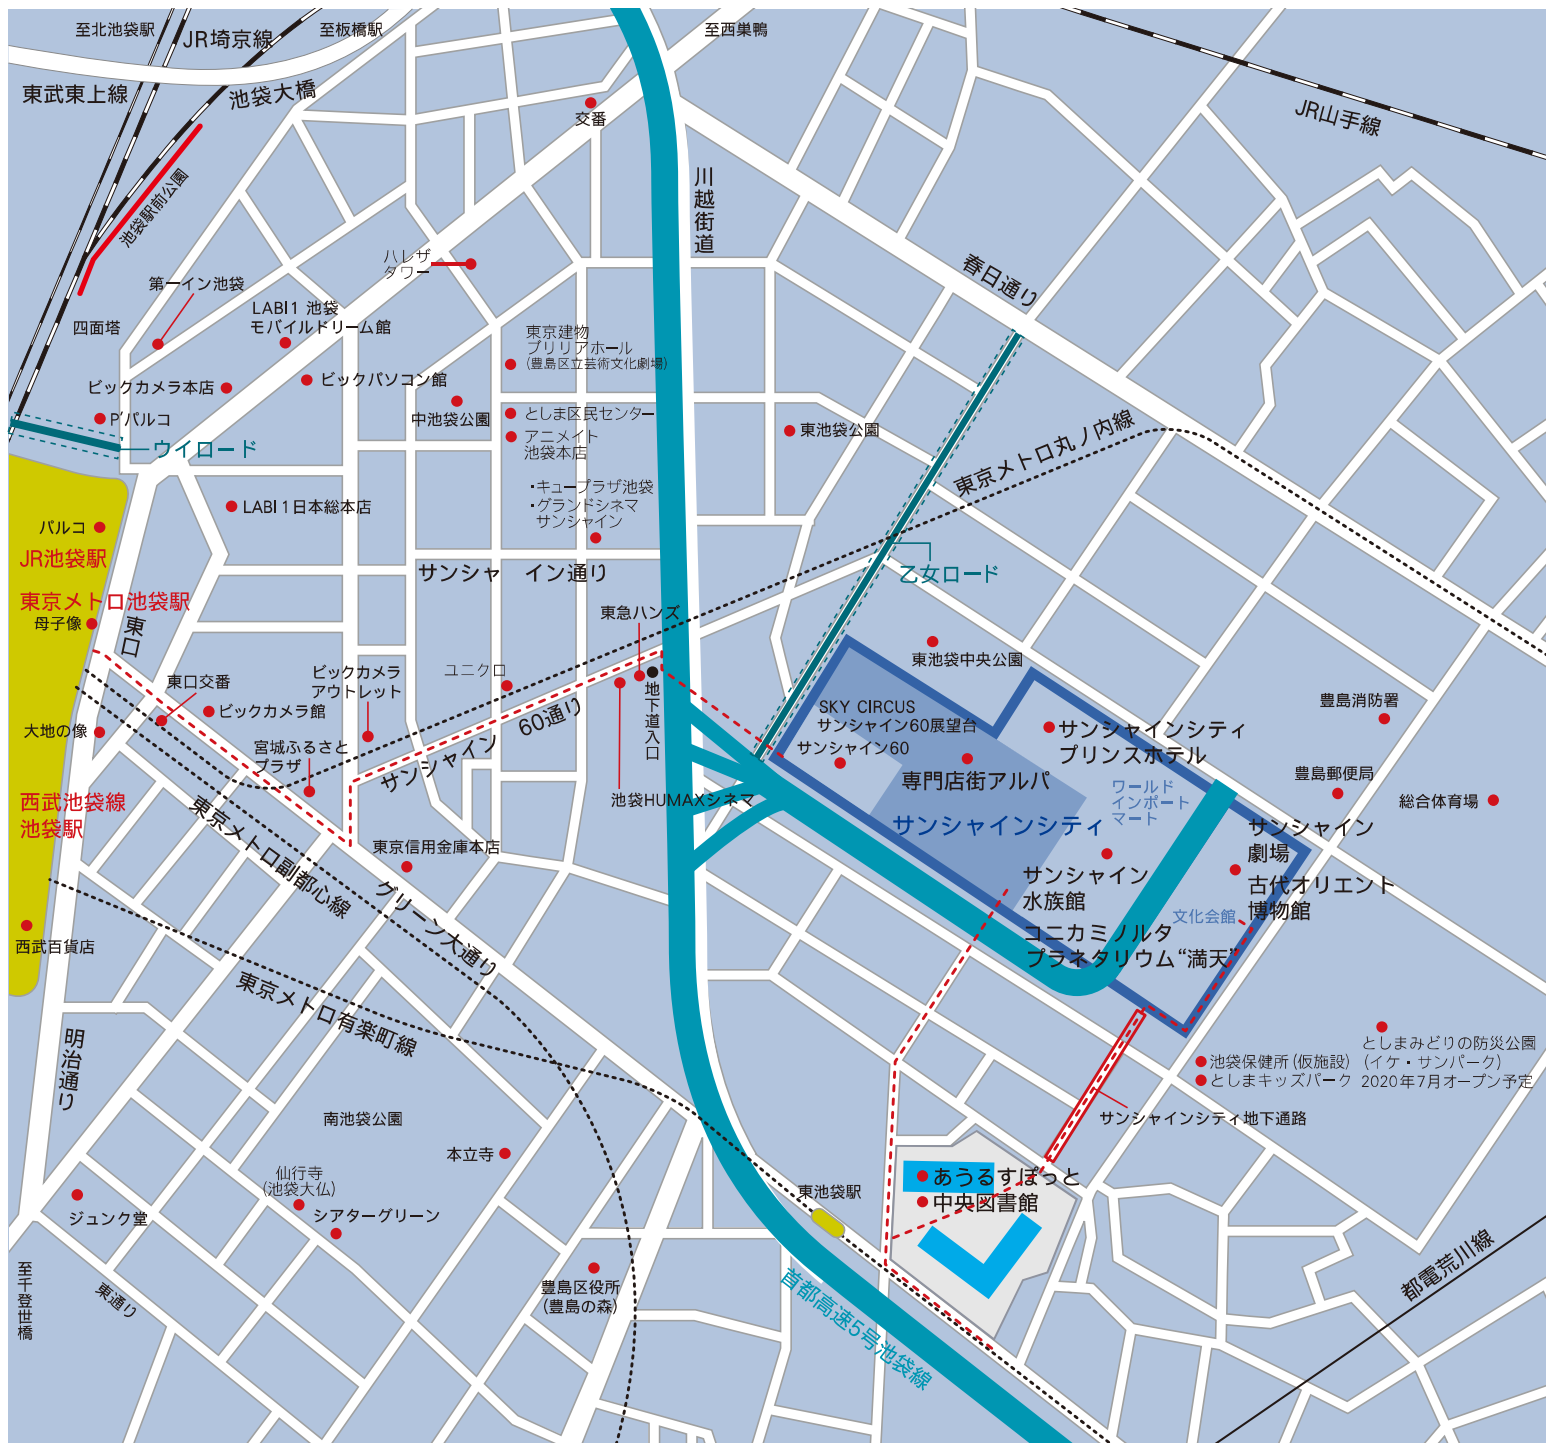 至北池袋駅
JR埼京線
至板橋駅
至西巣鴨
東武東上線
池袋大橋
交番
JR山手線
池袋駅前公園
川越街道
ハレザ
タワー
春日通り
第一イン池袋
LABI1 池袋
モバイルドリーム館
四面塔
東京建物
ブリリアホール
(豊島区立芸術文化劇場)
ビックカメラ本店
ビックパソコン館
P'パルコ
中池袋公園
としま区民センター
アニメイト
池袋本店
東池袋公園
ウイロード
東京メトロ丸ノ内線
・キュープラザ池袋
・グランドシネマ
サンシャイン
LABI 1日本総本店
パルコ
JR池袋駅
サンシャイン通り
乙女ロード
東京メトロ池袋駅
母子像
東口
東急ハンズ
東池袋中央公園
ビックカメラ
アウトレット
ユニクロ
東口交番
ビックカメラ館
地下道入口
大地の像
宮城ふるさと
プラザ
サンシャイン 60通り
SKY CIRCUS
サンシャイン60展望台
サンシャイン60
サンシャインシティ
プリンスホテル
豊島消防署
専門店街アルパ
ワールド
インポート
マート
豊島郵便局
総合体育場
西武池袋線
池袋駅
東京メトロ副都心線
池袋HUMAXシネマ
サンシャインシティ
サンシャイン
劇場
東京信用金庫本店
グリーン大通り
サンシャイン
水族館
古代オリエント
博物館
文化会館
西武百貨店
コニカミノルタ
プラネタリウム“満天”
東京メトロ有楽町線
明治通り
としまみどりの防災公園
(イケ・サンパーク)
2020年7月オープン予定
池袋保健所(仮施設)
としまキッズパーク
サンシャインシティ地下通路
南池袋公園
本立寺
仙行寺
(池袋大仏)
シアターグリーン
ジュンク堂
東池袋駅
あうるすぽっと
中央図書館
至千登世橋
東通り
豊島区役所
(豊島の森)
首都高速5号池袋線
都電荒川線